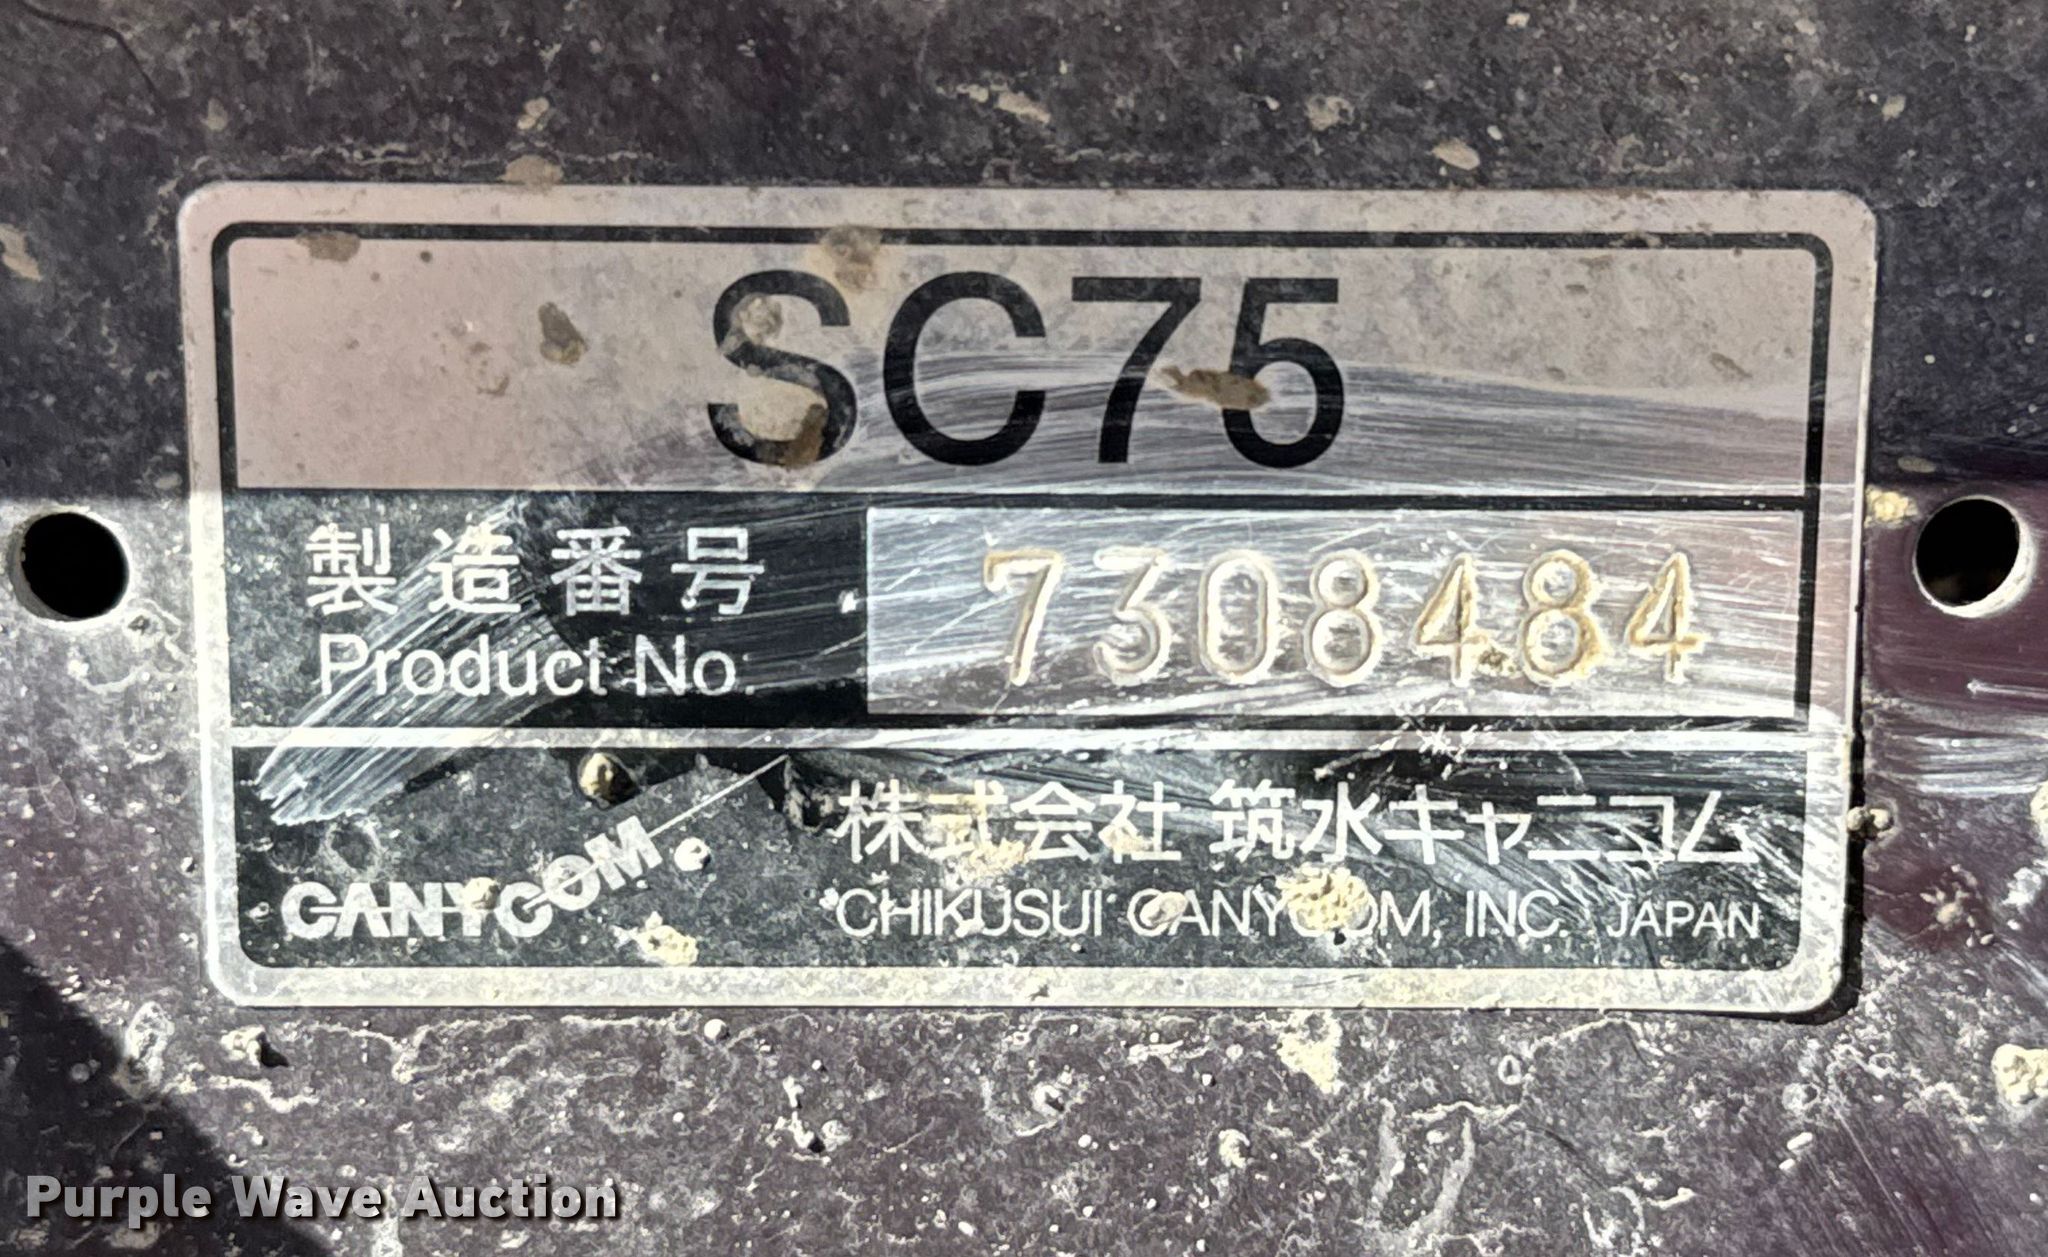 SC75
製造番号
Product No.
7308484
CANYCOM
株式会社 筑水キャニコム
CHIKUSUI CANYCOM, INC. JAPAN
Purple Wave Auction